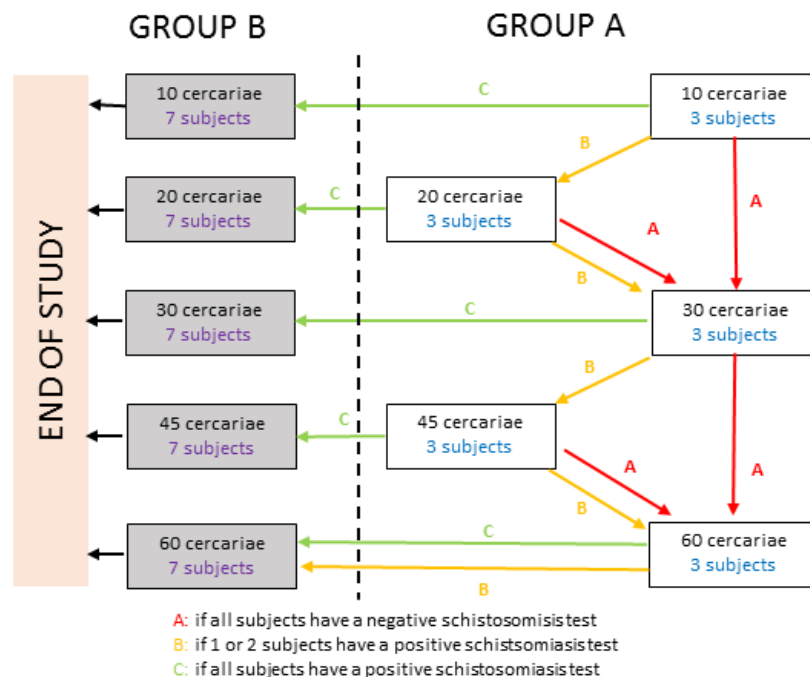 GROUP B
GROUP A
END OF STUDY
10 cercariae
7 subjects
C
10 cercariae
3 subjects
B
A
20 cercariae
7 subjects
C
20 cercariae
3 subjects
A
B
30 cercariae
7 subjects
C
30 cercariae
3 subjects
B
45 cercariae
7 subjects
C
45 cercariae
3 subjects
A
A
B
60 cercariae
7 subjects
C
60 cercariae
3 subjects
B
A: if all subjects have a negative schistosomisis test
B: if 1 or 2 subjects have a positive schistsomiasis test
C: if all subjects have a positive schistosomiasis test